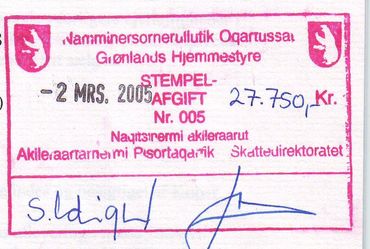 Namminersornerullutik Oqartussat
Grønlands Hjemmestyre
STEMPEL-
-2 MRS. 2005 AFGIFT 27.750,- Kr.
Nr. 005
Naqitsinermi akileraarut
Akileraartarnermi Pisortaqarfik Skattedirektoratet